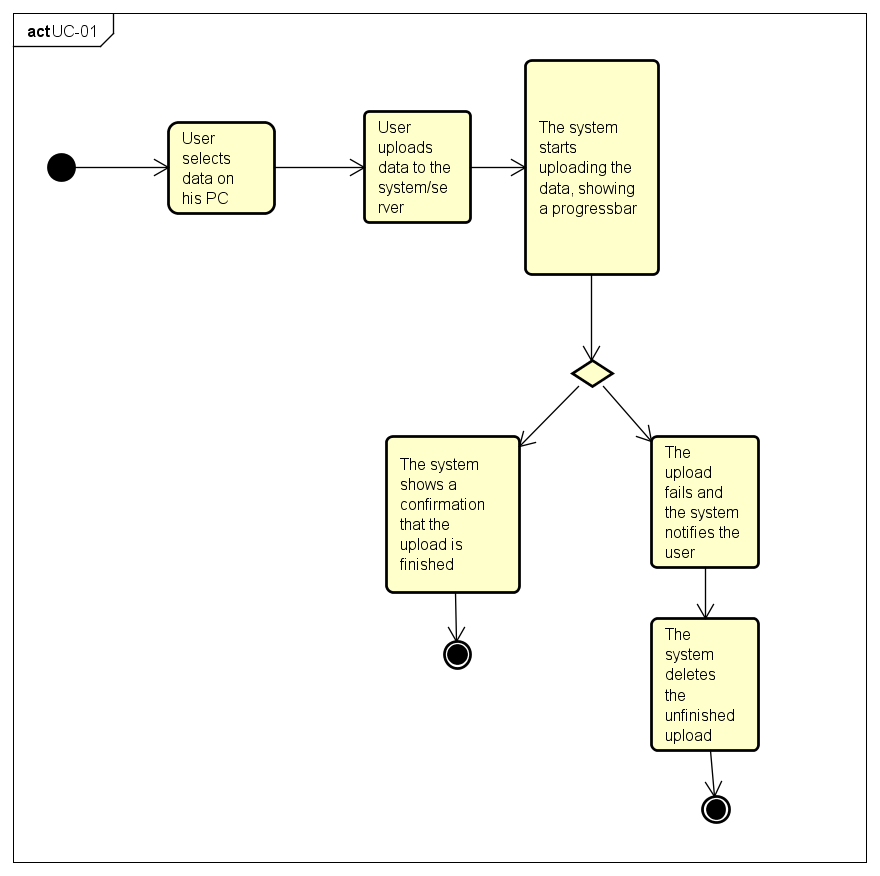 actUC-01
User
selects
data on
his PC
User
uploads
data to the
system/se
rver
The system
starts
uploading the
data, showing
a progressbar
The system
shows a
confirmation
that the
upload is
finished
The
upload
fails and
the system
notifies the
user
The
system
deletes
the
unfinished
upload